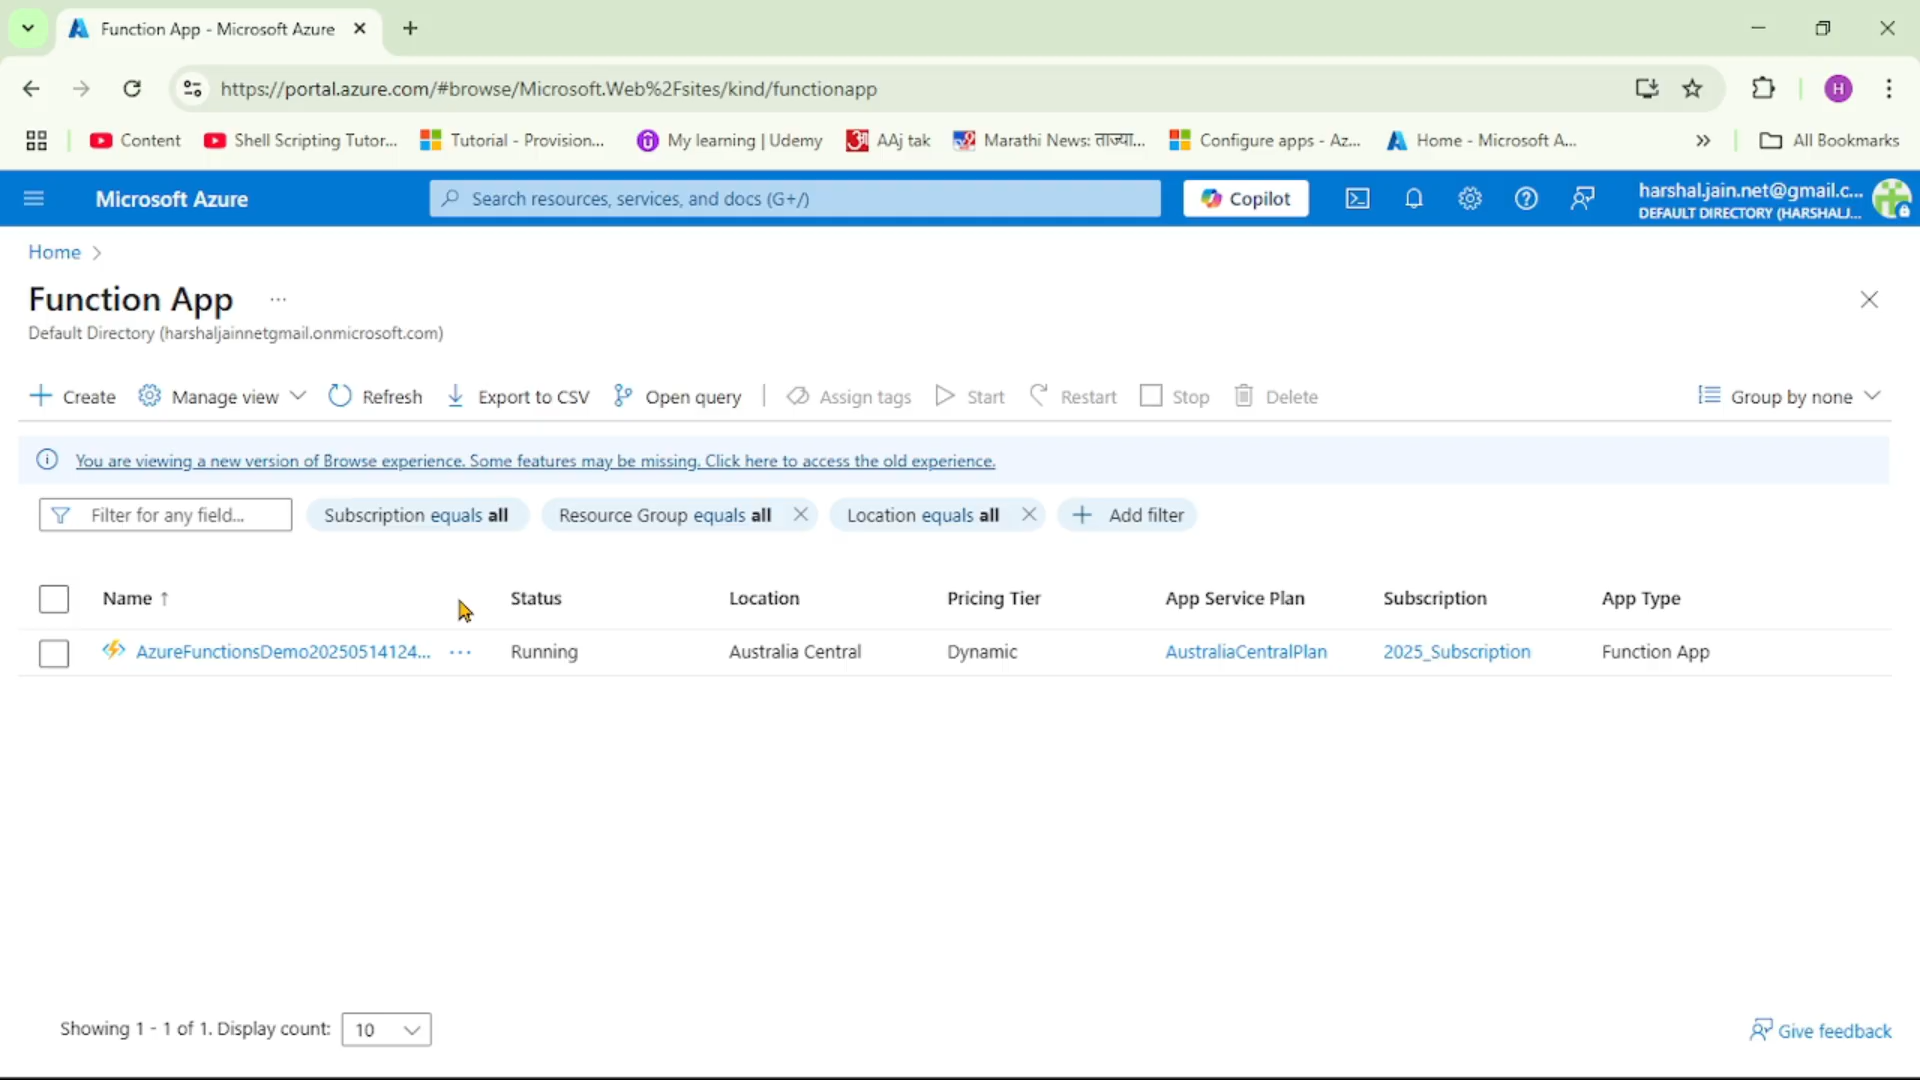 Function App - Microsoft Azure
https://portal.azure.com/#browse/Microsoft.Web%2Fsites/kind/functionapp
H
Content
Shell Scripting Tutor...
Tutorial - Provision...
My learning | Udemy
AAj tak
Marathi News: ताज्या...
Configure apps - Az...
Home - Microsoft A...
All Bookmarks
Microsoft Azure
Search resources, services, and docs (G+/)
Copilot
harshal.jain.net@gmail.c...
DEFAULT DIRECTORY (HARSHALJ...
Home
Function App
Default Directory (harshaljainnetgmail.onmicrosoft.com)
Create Manage view Refresh Export to CSV Open query Assign tags Start Restart Stop Delete Group by none
You are viewing a new version of Browse experience. Some features may be missing. Click here to access the old experience.
Filter for any field... Subscription equals all Resource Group equals all Location equals all Add filter
Name ↑ Status Location Pricing Tier App Service Plan Subscription App Type
AzureFunctionsDemo20250514124... Running Australia Central Dynamic AustraliaCentralPlan 2025_Subscription Function App
Showing 1 - 1 of 1. Display count: 10
Give feedback